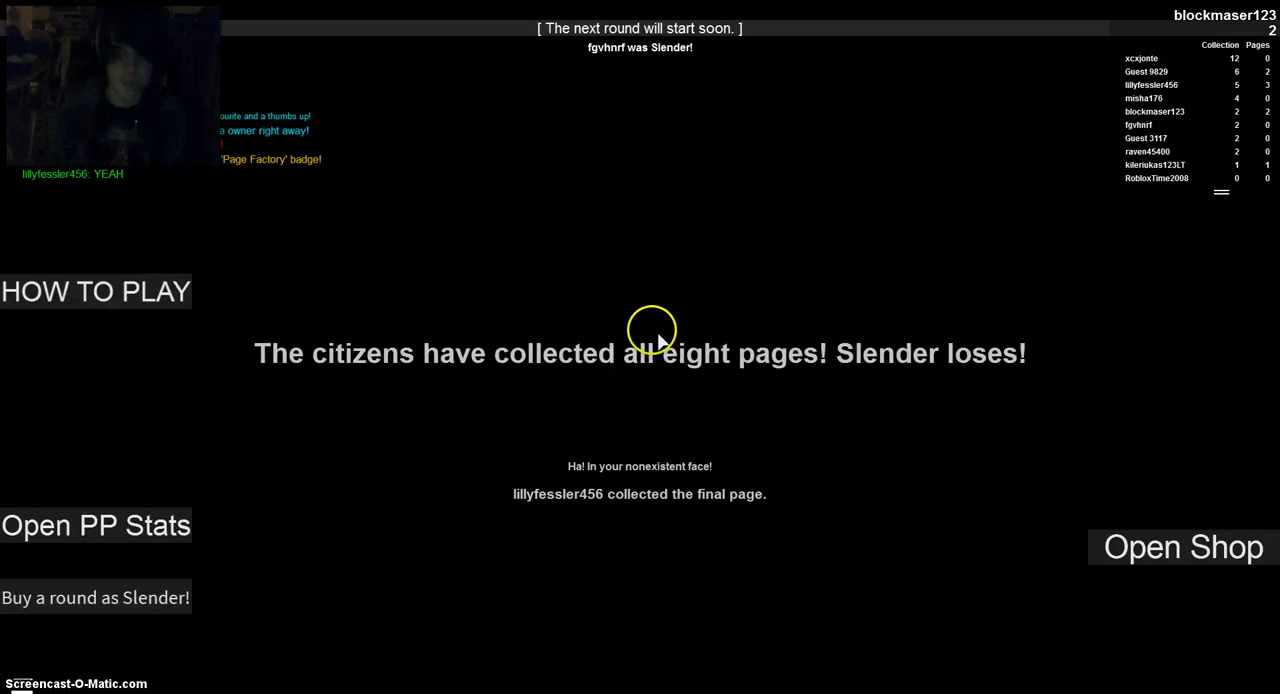 blockmaser123
2
[ The next round will start soon. ]
fgvhnrf was Slender!
Collection Pages
xcxjonte 12 0
Guest 9829 6 2
lillyfessler456 5 3
misha176 4 0
blockmaser123 2 2
fgvhnrf 2 0
Guest 3117 2 0
raven45400 2 0
kileriukas123LT 1 1
RobloxTime2008 0 0
and a thumbs up!
owner right away!
!
'Page Factory' badge!
lillyfessler456: YEAH
HOW TO PLAY
The citizens have collected all eight pages! Slender loses!
Ha! In your nonexistent face!
lillyfessler456 collected the final page.
Open PP Stats
Open Shop
Buy a round as Slender!
Screencast-O-Matic.com